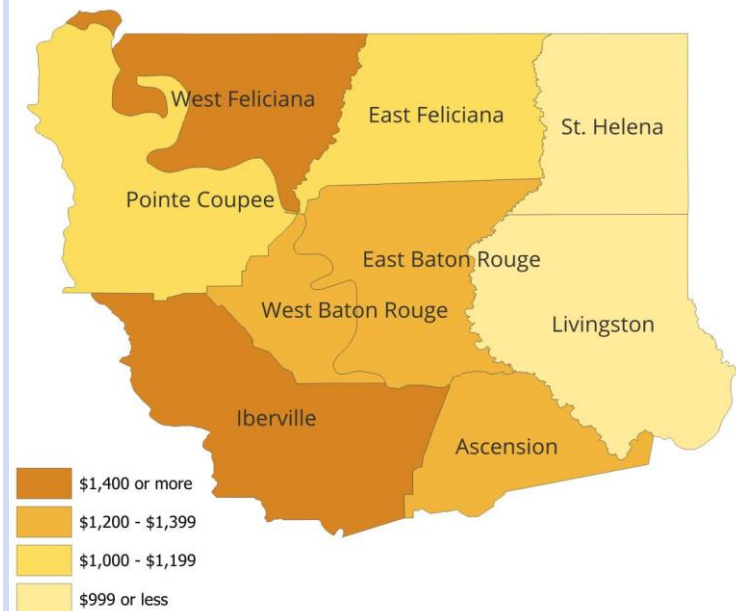 West Feliciana
East Feliciana
St. Helena
Pointe Coupee
East Baton Rouge
West Baton Rouge
Livingston
Iberville
Ascension
$1,400 or more
$1,200 - $1,399
$1,000 - $1,199
$999 or less